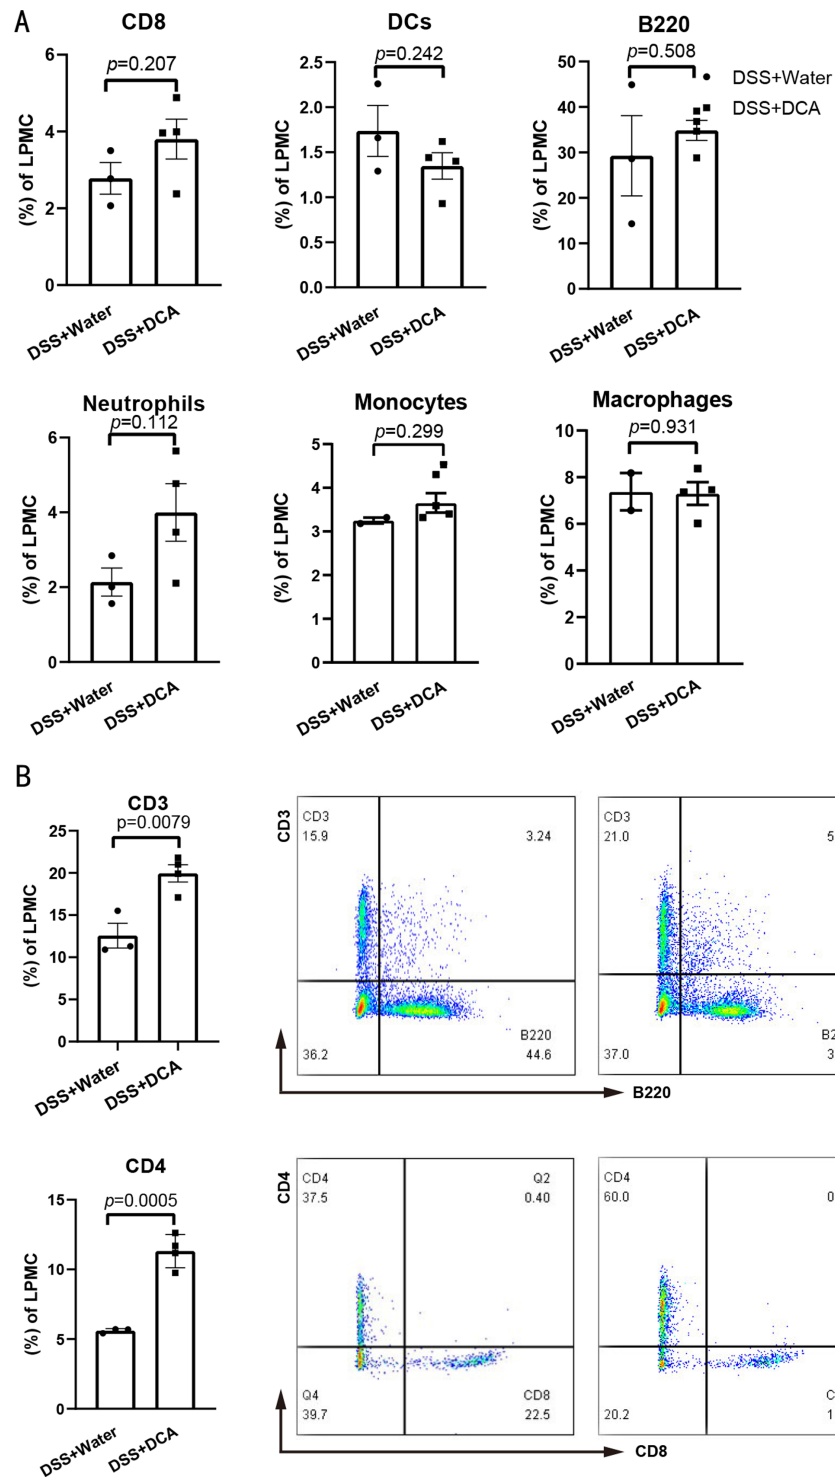 A
CD8
p=0.207
(%) of LPMC
6
4
2
0
DSS+Water
DSS+DCA
DCs
p=0.242
(%) of LPMC
2.5
2.0
1.5
1.0
0.5
0.0
DSS+Water
DSS+DCA
B220
p=0.508
(%) of LPMC
50
40
30
20
10
0
DSS+Water
DSS+DCA
DSS+Water
DSS+DCA
Neutrophils
p=0.112
(%) of LPMC
6
4
2
0
DSS+Water
DSS+DCA
Monocytes
p=0.299
(%) of LPMC
5
4
3
2
1
0
DSS+Water
DSS+DCA
Macrophages
p=0.931
(%) of LPMC
10
8
6
4
2
0
DSS+Water
DSS+DCA
B
CD3
p=0.0079
(%) of LPMC
25
20
15
10
5
0
DSS+Water
DSS+DCA
CD3
CD3
15.9
3.24
36.2
B220
44.6
CD3
21.0
5
37.0
B2
3
B220
CD4
p=0.0005
(%) of LPMC
15
10
5
0
DSS+Water
DSS+DCA
CD4
CD4
37.5
Q2
0.40
Q4
39.7
CD8
22.5
CD4
60.0
0
20.2
C
1
CD8